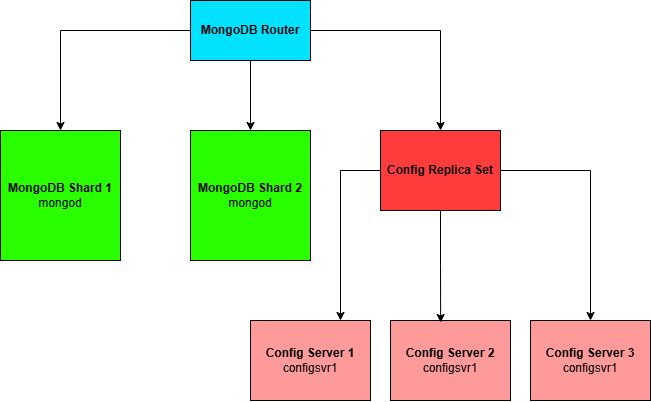 MongoDB Router
MongoDB Shard 1
mongod
MongoDB Shard 2
mongod
Config Replica Set
Config Server 1
configsvr1
Config Server 2
configsvr1
Config Server 3
configsvr1